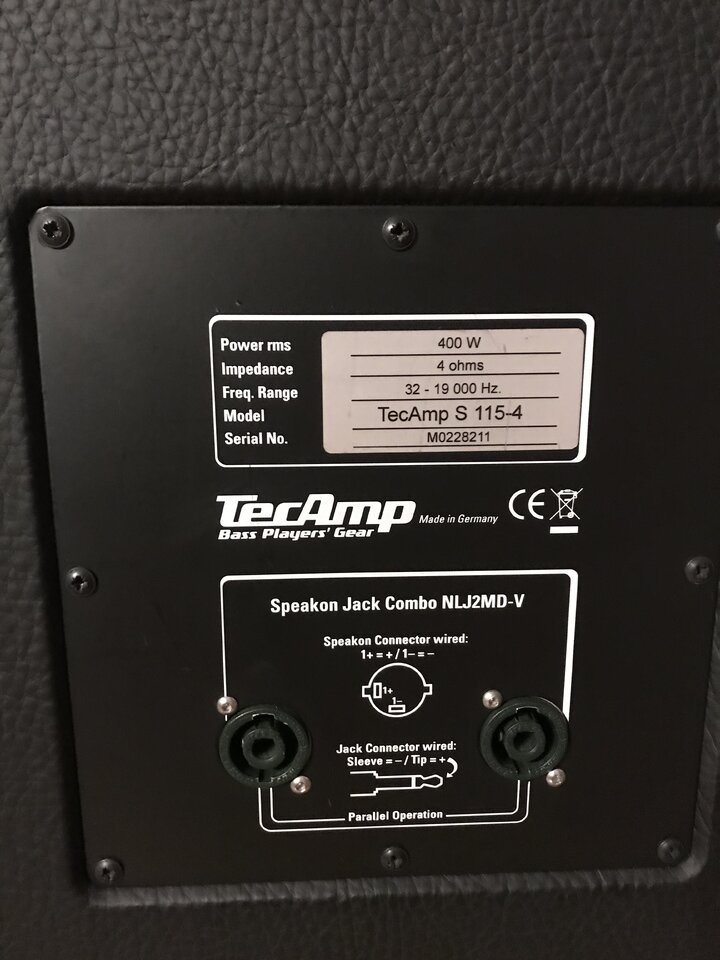 Power rms 400 W
Impedance 4 ohms
Freq. Range 32 - 19 000 Hz.
Model TecAmp S 115-4
Serial No. M0228211
TecAmp Made in Germany CE
Bass Players' Gear
Speakon Jack Combo NLJ2MD-V
Speakon Connector wired:
1+ = + / 1– = –
1+
1–
Jack Connector wired:
Sleeve = – / Tip = +
Parallel Operation